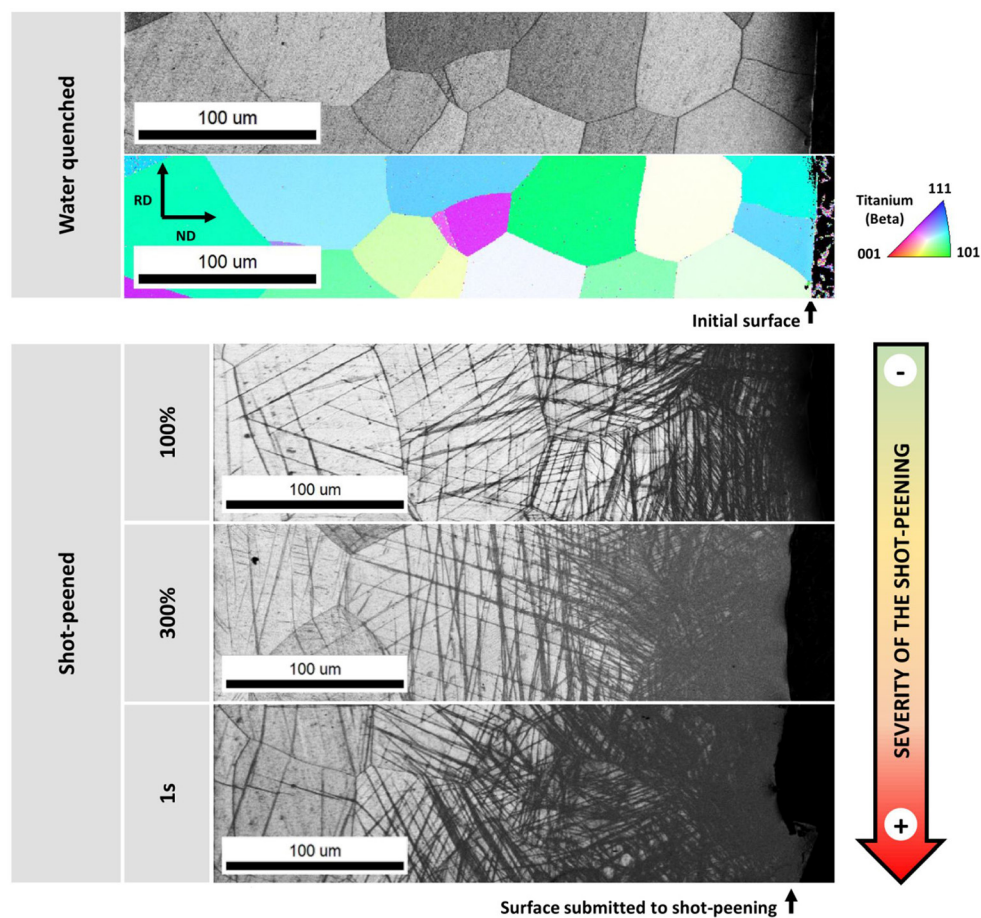 Water quenched
100 um
RD
ND
100 um
Titanium
(Beta)
111
001
101
Initial surface
Shot-peened
100%
100 um
300%
100 um
1s
100 um
-
SEVERITY OF THE SHOT-PEENING
+
Surface submitted to shot-peening